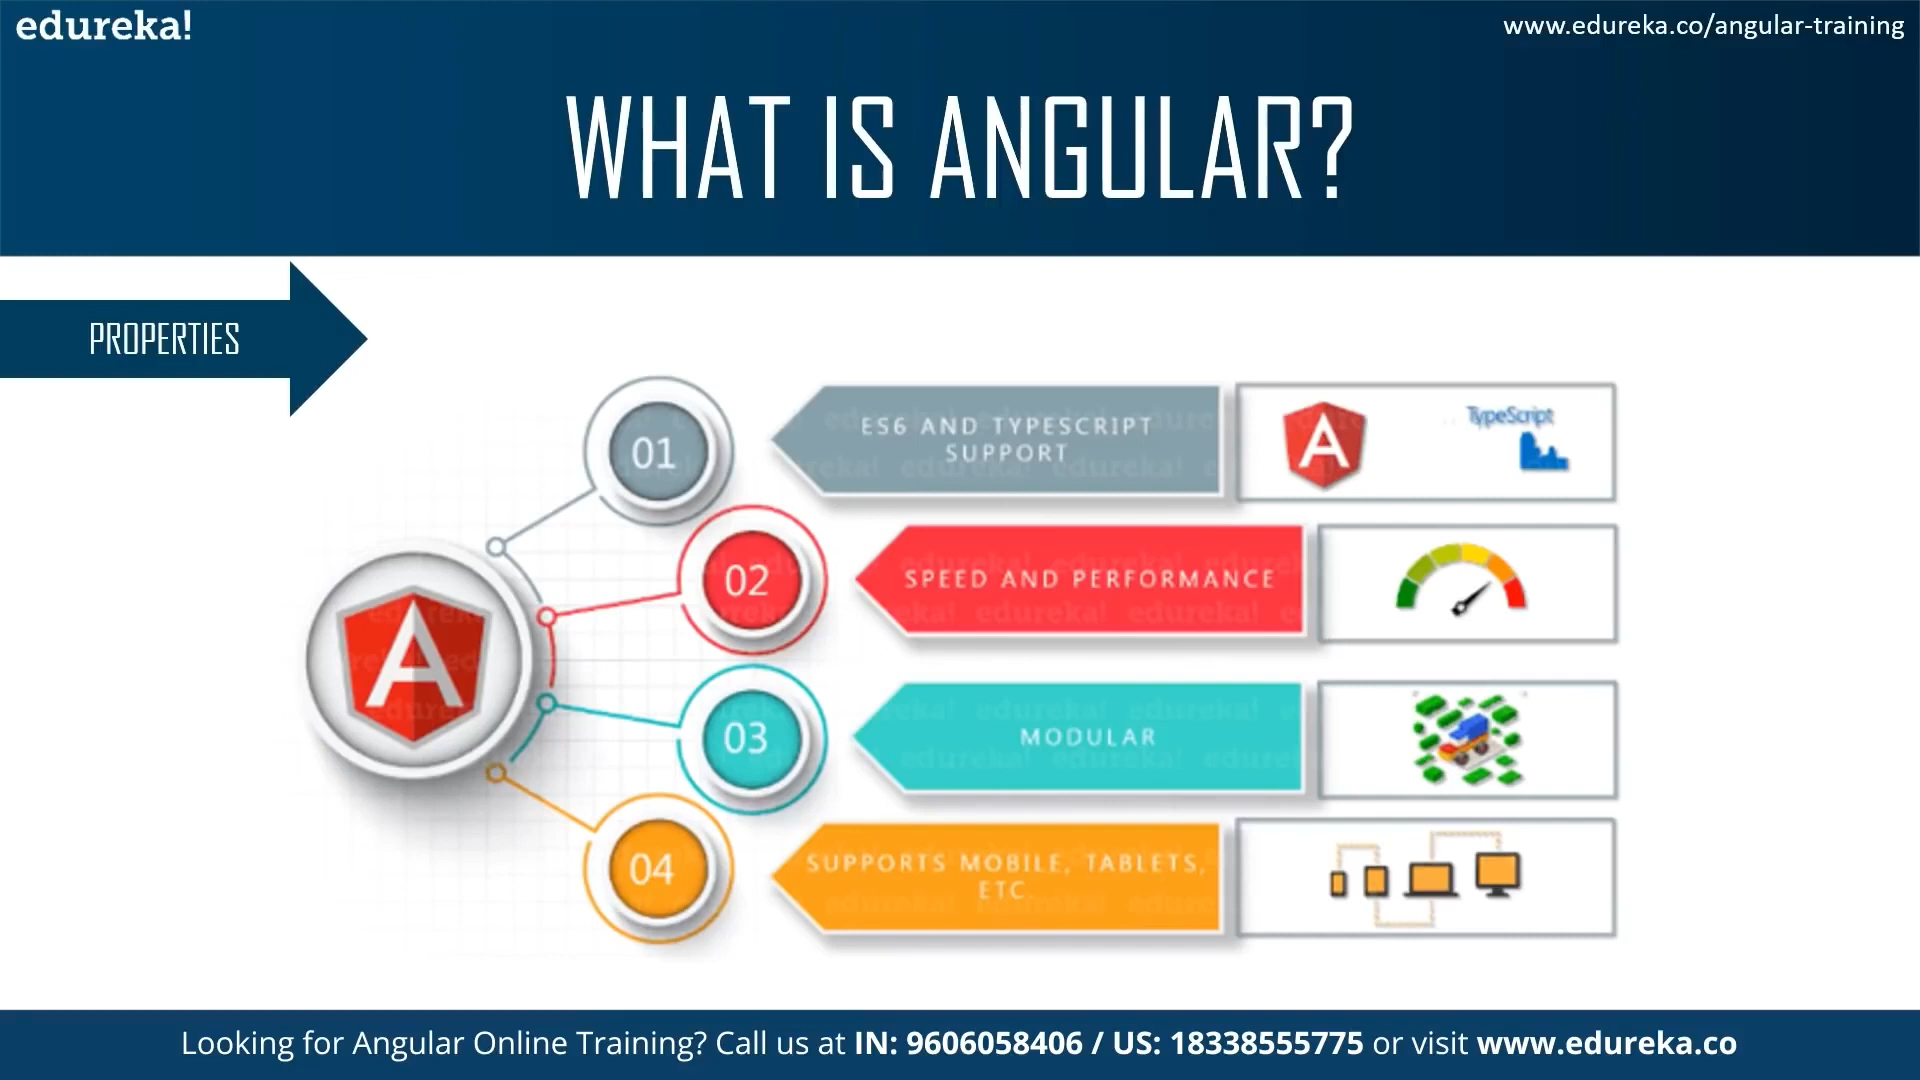 edureka!
www.edureka.co/angular-training
WHAT IS ANGULAR?
PROPERTIES
01
ES6 AND TYPESCRIPT
SUPPORT
A
TypeScript
02
SPEED AND PERFORMANCE
A
03
MODULAR
04
SUPPORTS MOBILE, TABLETS,
ETC
Looking for Angular Online Training? Call us at IN: 9606058406 / US: 18338555775 or visit www.edureka.co